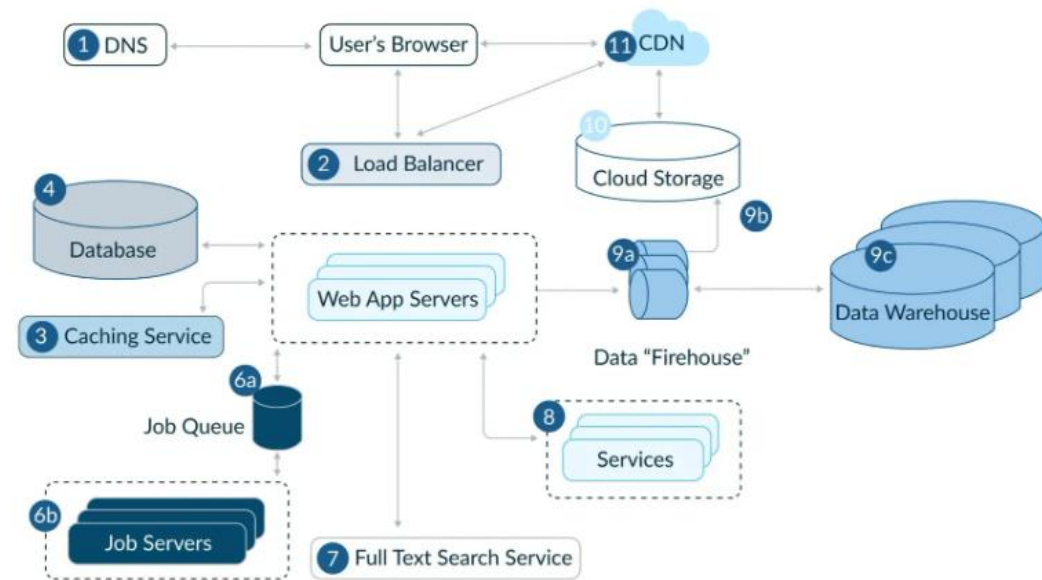 1 DNS
User's Browser
11 CDN
2 Load Balancer
10
Cloud Storage
4
Database
9b
9a
9c
Web App Servers
Data Warehouse
3 Caching Service
Data "Firehouse"
6a
Job Queue
8
Services
6b
Job Servers
7 Full Text Search Service